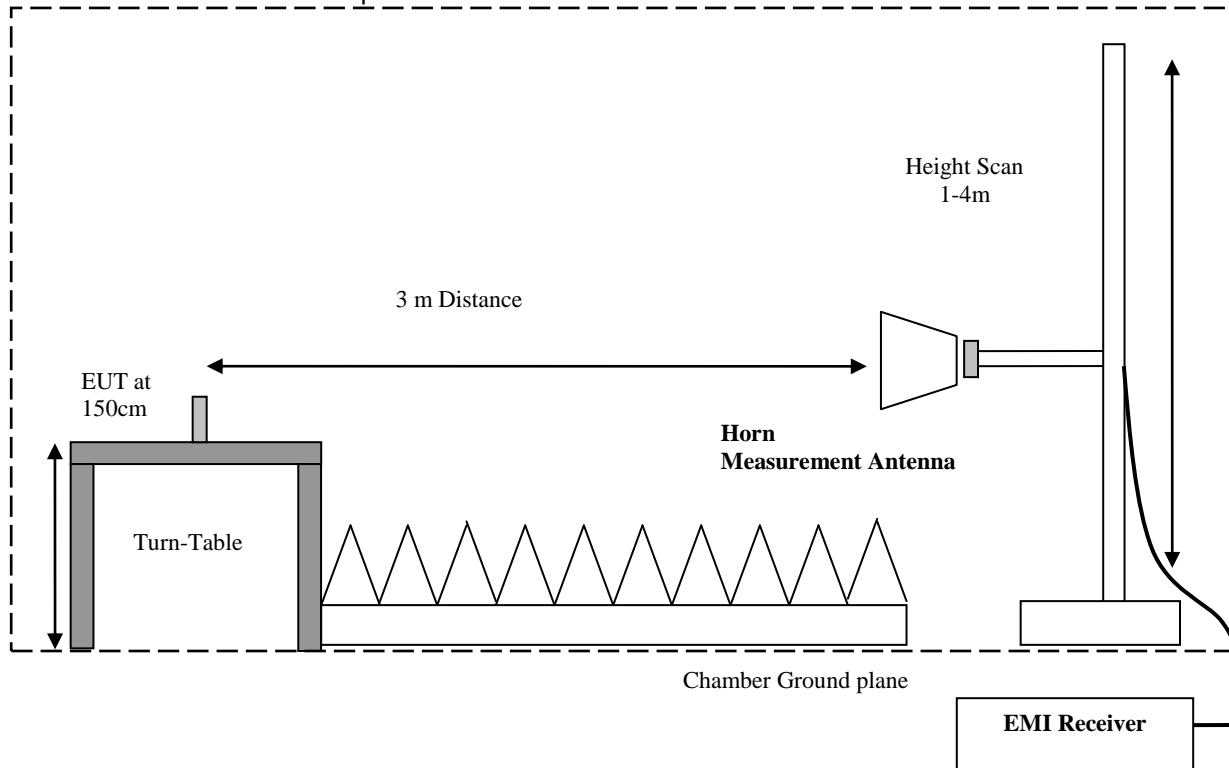 Height Scan
1-4m
3 m Distance
EUT at
150cm
Horn
Measurement Antenna
Turn-Table
Chamber Ground plane
EMI Receiver